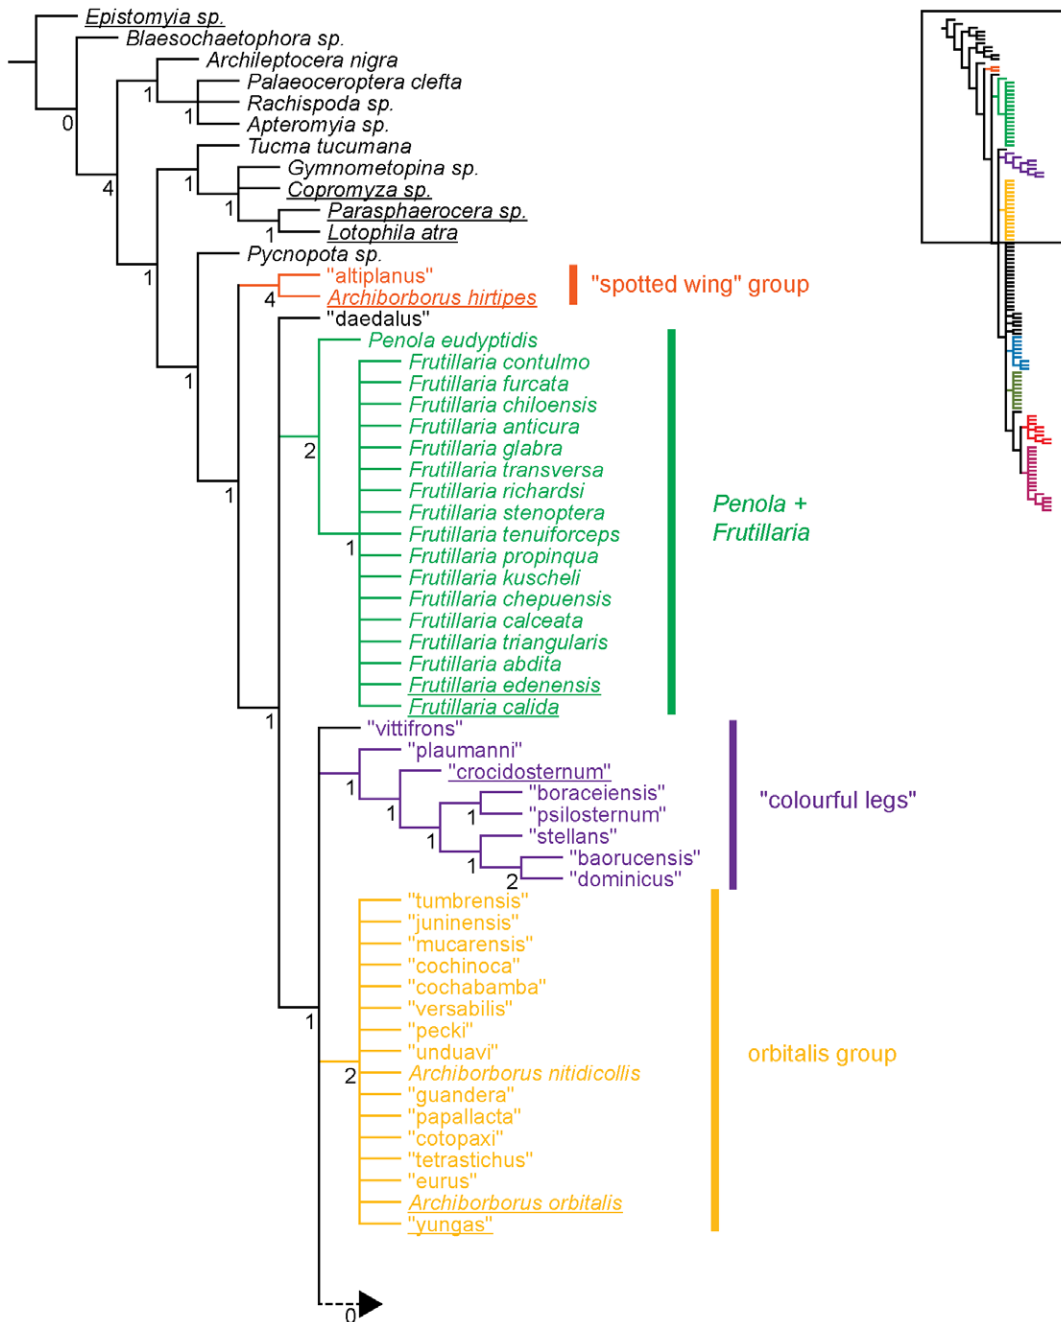 Epistomyia sp.
Blaesochaetophora sp.
Archileptocera nigra
Palaeoceroptera clefta
1
Rachispoda sp.
1
0
Apteromyia sp.
Tucma tucumana
Gymnometopina sp.
4
1
Copromyza sp.
1
Parasphaerocera sp.
1
Lotophila atra
1
Pycnopota sp.
"altiplanus"
4
Archiborborus hirtipes
"spotted wing" group
"daedalus"
Penola eudyptidis
Frutillaria contulmo
1
Frutillaria furcata
Frutillaria chiloensis
Frutillaria anticura
2
Frutillaria glabra
Frutillaria transversa
1
Frutillaria richardsi
Frutillaria stenoptera
Penola +
Frutillaria
Frutillaria tenuiforceps
1
Frutillaria propinqua
Frutillaria kuscheli
Frutillaria chepuensis
Frutillaria calceata
Frutillaria triangularis
Frutillaria abdita
Frutillaria edenensis
1
Frutillaria calida
"vittifrons"
"plaumanni"
1
"crocidosternum"
"boraceiensis"
1
1
"psilosternum"
"colourful legs"
1
"stellans"
1
"baorucensis"
2
"dominicus"
"tumbrensis"
"juninensis"
"mucarensis"
"cochinoca"
"cochabamba"
1
"versabilis"
"pecki"
"unduavi"
orbitalis group
2
Archiborborus nitidicollis
"guandera"
"papallacta"
"cotopaxi"
"tetrastichus"
"eurus"
Archiborborus orbitalis
"yungas"
0